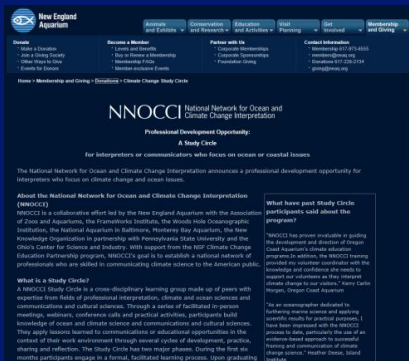 New England
Aquarium
Animals
and Exhibits
Conservation
and Research
Education
and Activities
Visit
Planning
Get
Involved
Membership
and Giving
Donate
Make a Donation
Join a Giving Society
Other Ways to Give
Events for Donors
Become a Member
Levels and Benefits
Buy or Renew a Membership
Membership FAQs
Member-exclusive Events
Partner with Us
Corporate Memberships
Corporate Sponsorships
Foundation Giving
Contact Information
Membership 617-973-6555
Donations 617-226-2134
giving@neaq.org
Home > Membership and Giving > Donations > Climate Change Study Circle
NNOCCI National Network for Ocean and
Climate Change Interpretation
Professional Development Opportunity:
A Study Circle
For interpreters or communicators who focus on ocean or coastal issues
The National Network for Ocean and Climate Change Interpretation announces a professional development opportunity for
interpreters who focus on climate change and ocean issues.
About the National Network for Ocean and Climate Change Interpretation
(NNOCCI)
NNOCCI is a collaborative effort led by the New England Aquarium with the Association
of Zoos and Aquariums, the FrameWorks Institute, the Woods Hole Oceanographic
Institution, the National Aquarium in Baltimore, Monterey Bay Aquarium, the New
Knowledge Organization in partnership with Pennsylvania State University and the
Ohio's Center for Science and Industry. With support from the NSF Climate Change
Education Partnership program, NNOCCI's goal is to establish a national network of
professionals who are skilled in communicating climate science to the American public.
What is a Study Circle?
A NNOCCI Study Circle is a cross-disciplinary learning group made up of peers with
expertise from fields of professional interpretation, climate and ocean sciences and
communications and cultural sciences. Through a series of facilitated in-person
meetings, webinars, conference calls and practical activities, participants build
knowledge of ocean and climate science and communications and cultural sciences.
They apply lessons learned to communications or educational opportunities in the
context of their work environment through several cycles of development, practice,
sharing and reflection. The Study Circle has two major phases. During the first six
months participants engage in a formal, facilitated learning process. Upon graduating
What have past Study Circle
participants said about the
program?
"NNOCCI has proven invaluable in guiding
the development and direction of Oregon
Coast Aquarium's climate education
programs.In addition, the NNOCCI training
provided my volunteer coordinator with the
knowledge and confidence she needs to
support our volunteers as they interpret
climate change to our visitors." Kerry Carlin
Morgan, Oregon Coast Aquarium
"As an oceanographer dedicated to
furthering marine science and applying
scientific results for practical purposes, I
have been impressed with the NNOCCI
process to date, particularly the use of an
evidence-based approach to successful
framing and communication of climate
change science." Heather Deese, Island
Institute